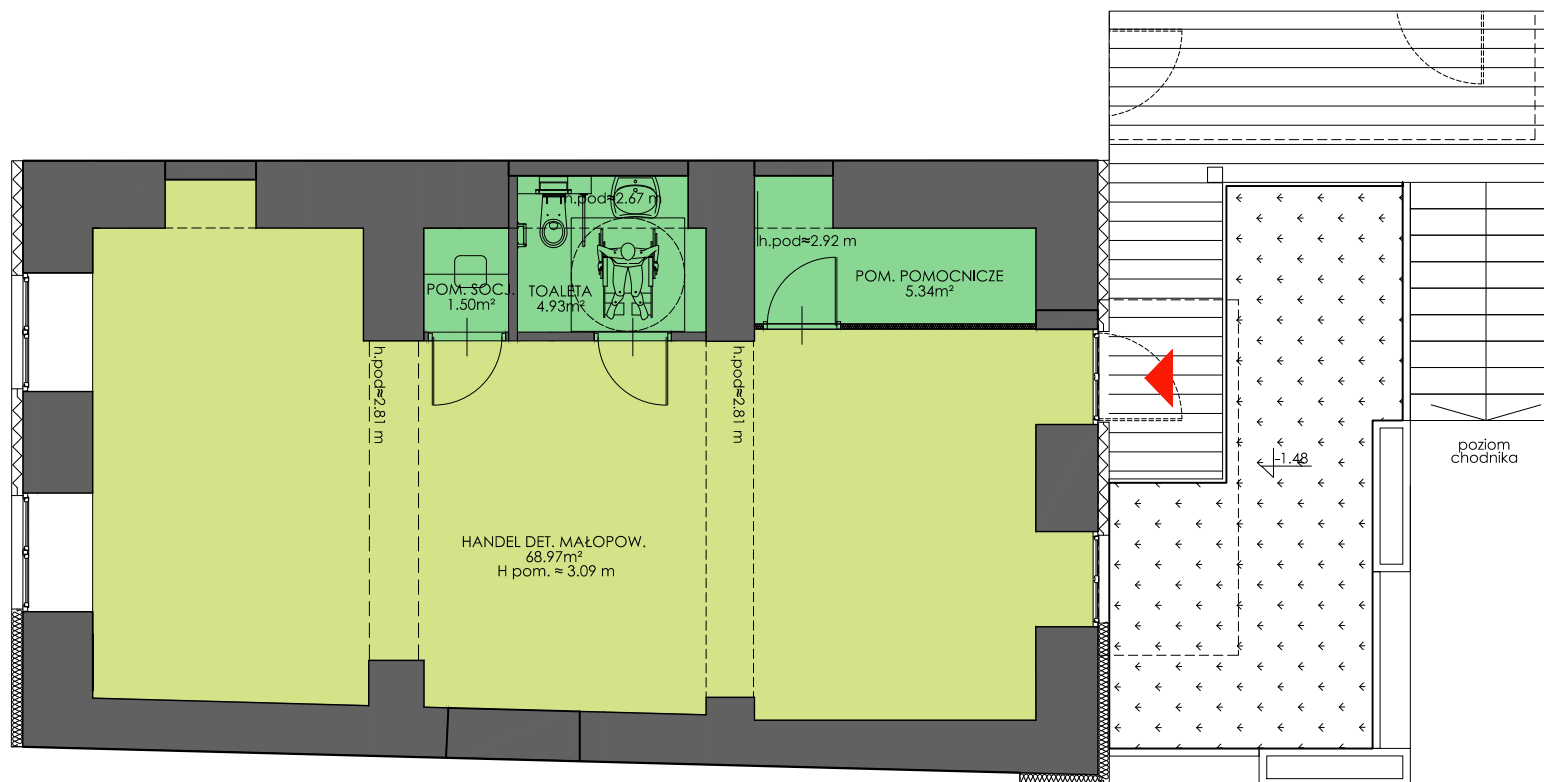 h.pod≈2.67 m
h.pod≈2.92 m
POM. SOCJ.
1.50m²
TOALETA
4.93m²
POM. POMOCNICZE
5.34m²
h.pod≈2.81 m
h.pod≈2.81 m
-1.48
poziom
chodnika
HANDEL DET. MAŁOPOW.
68.97m²
H pom. ≈ 3.09 m